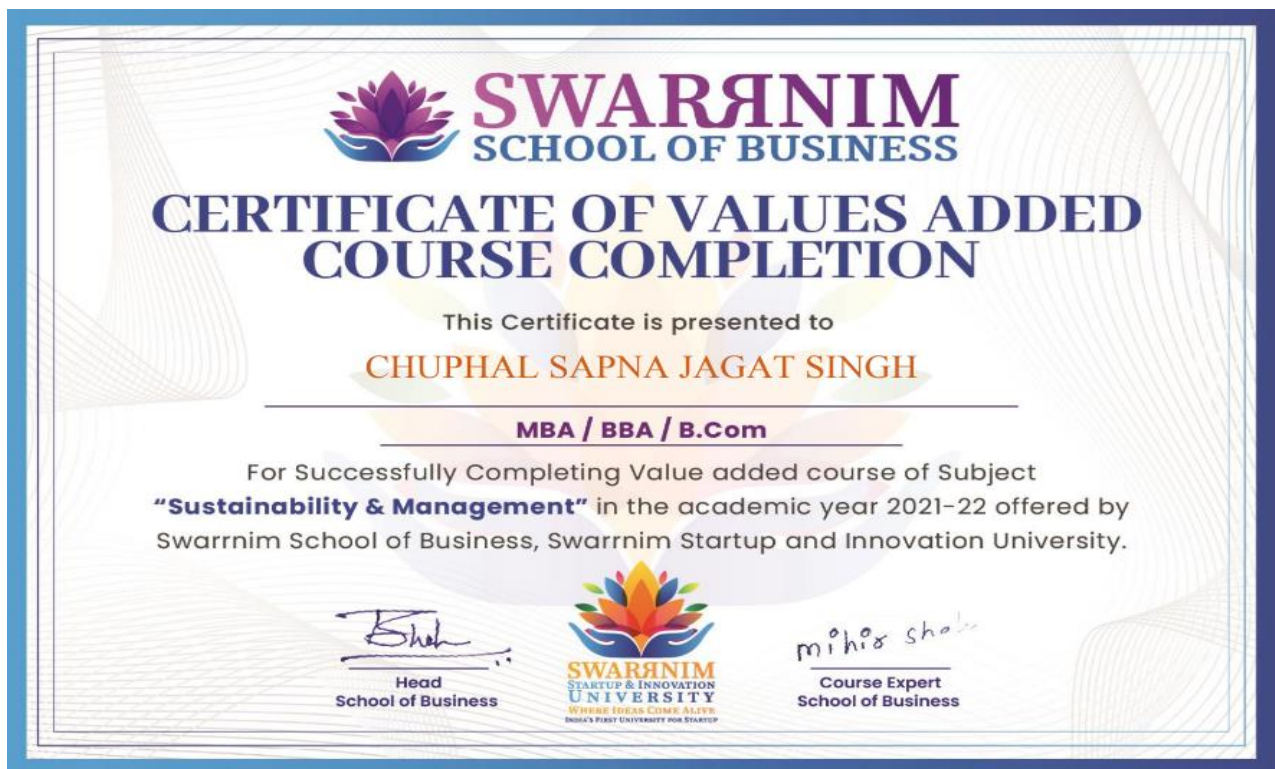 SWARRNIM
SCHOOL OF BUSINESS
CERTIFICATE OF VALUES ADDED
COURSE COMPLETION
This Certificate is presented to
CHUPHAL SAPNA JAGAT SINGH
MBA / BBA / B.Com
For Successfully Completing Value added course of Subject
“Sustainability & Management” in the academic year 2021-22 offered by
Swarrnim School of Business, Swarrnim Startup and Innovation University.
Shah
mihir shah
Head
School of Business
SWARRNIM
STARTUP & INNOVATION
UNIVERSITY
WHERE IDEAS COME ALIVE
INDIA'S FIRST UNIVERSITY FOR STARTUP
Course Expert
School of Business